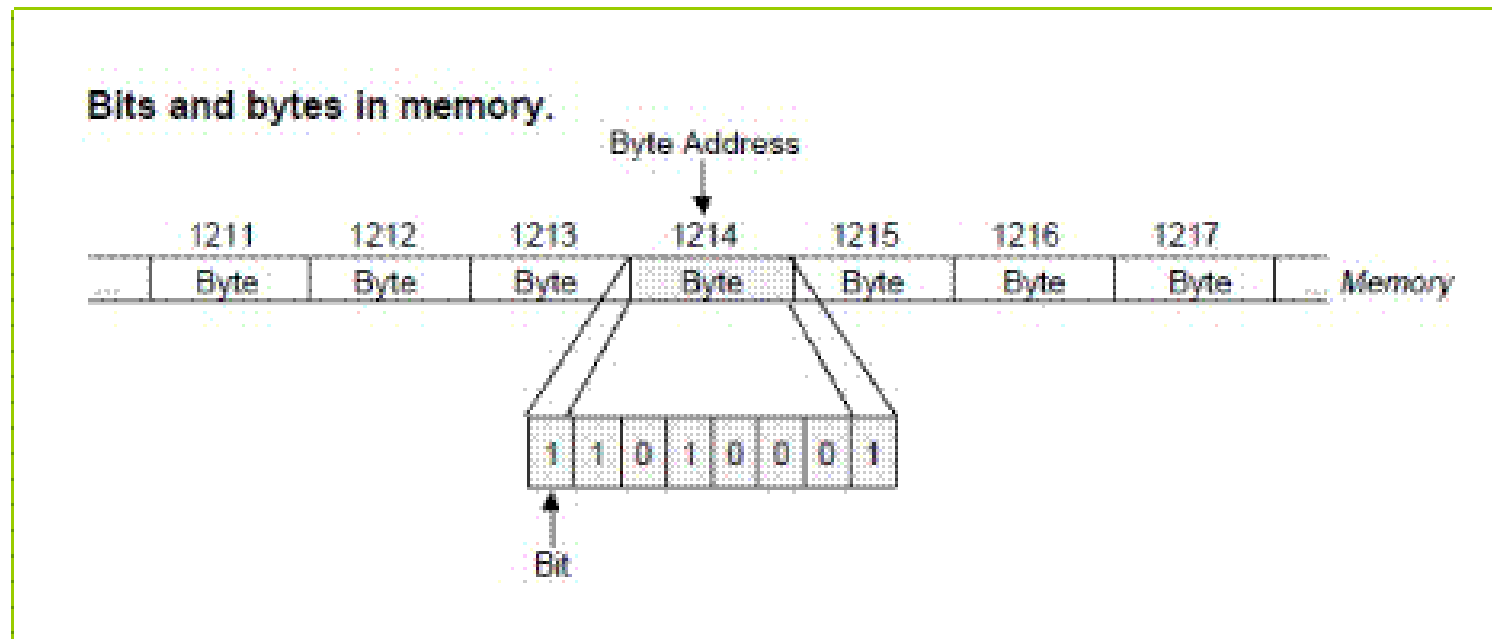 Bits and bytes in memory.
Byte Address
1211 1212 1213 1214 1215 1216 1217
... Byte Byte Byte Byte Byte Byte Byte ... Memory
1 1 0 1 0 0 0 1
Bit